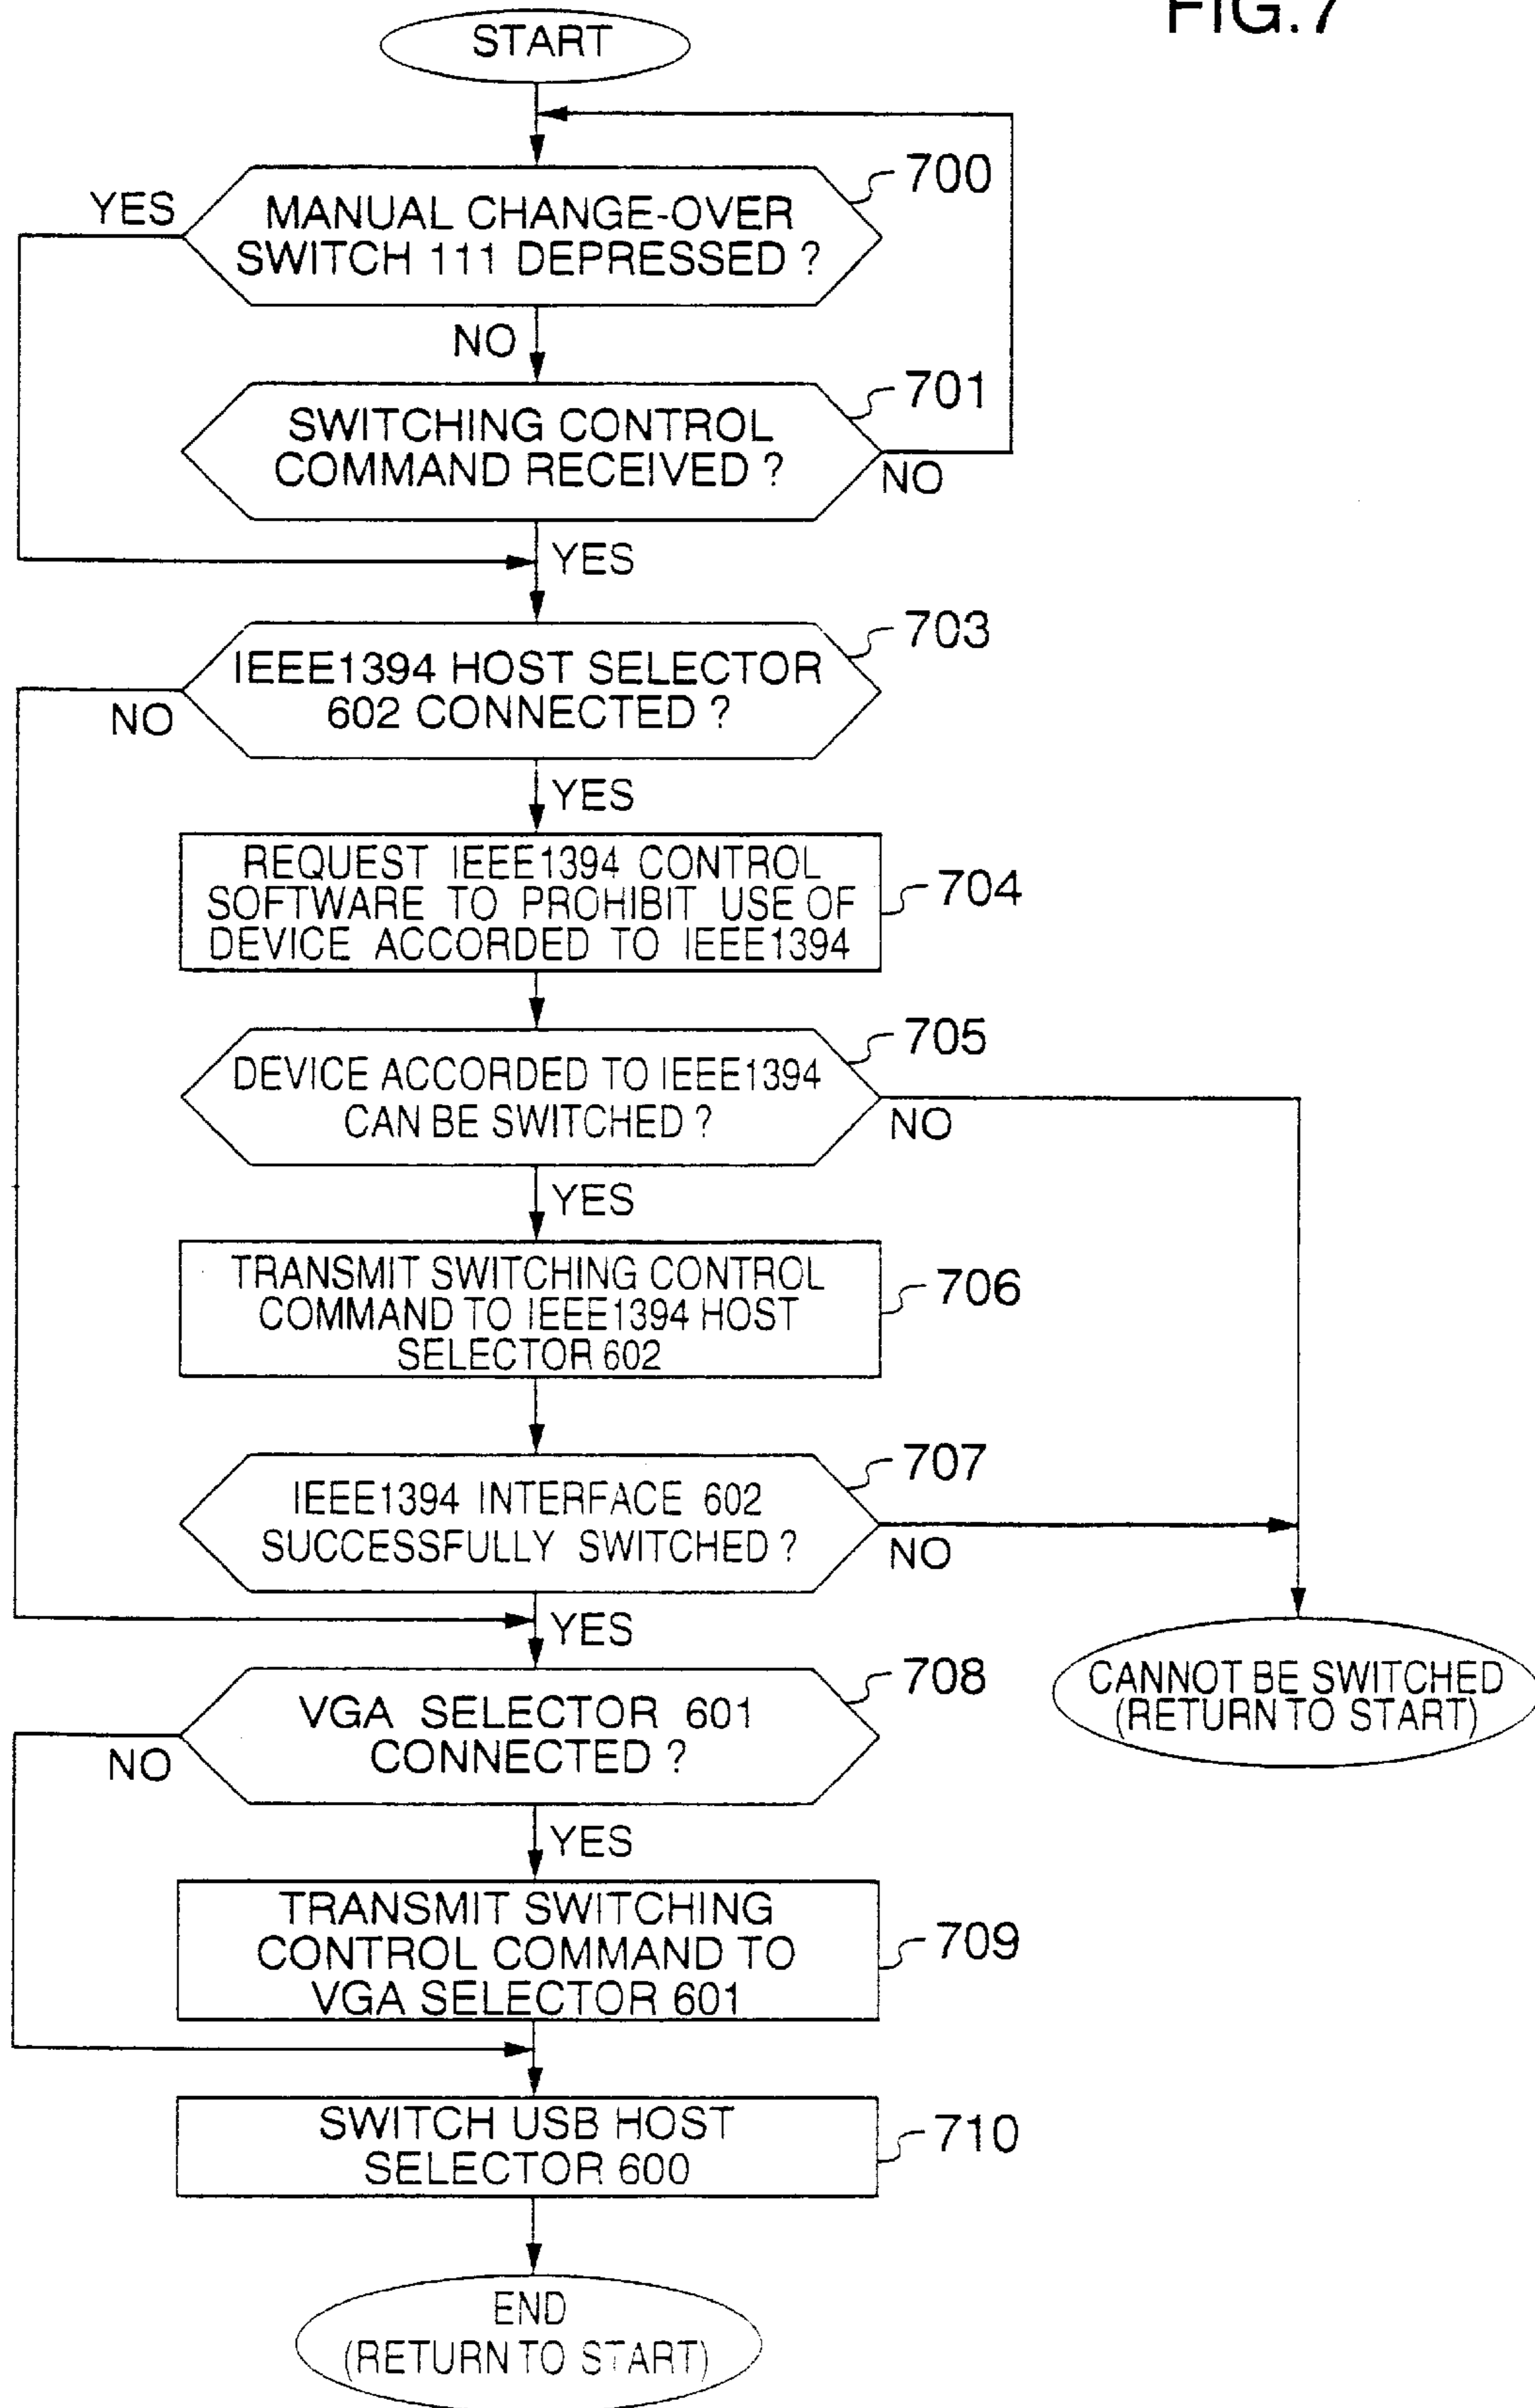 FIG.7
START
700
YES
MANUAL CHANGE-OVER
SWITCH 111 DEPRESSED ?
NO
701
SWITCHING CONTROL
COMMAND RECEIVED ?
NO
YES
703
IEEE1394 HOST SELECTOR
602 CONNECTED ?
NO
YES
REQUEST IEEE1394 CONTROL
SOFTWARE TO PROHIBIT USE OF
DEVICE ACCORDED TO IEEE1394
704
705
DEVICE ACCORDED TO IEEE1394
CAN BE SWITCHED ?
NO
YES
TRANSMIT SWITCHING CONTROL
COMMAND TO IEEE1394 HOST
SELECTOR 602
706
707
IEEE1394 INTERFACE 602
SUCCESSFULLY SWITCHED ?
NO
YES
CANNOT BE SWITCHED
(RETURN TO START)
708
VGA SELECTOR 601
CONNECTED ?
NO
YES
TRANSMIT SWITCHING
CONTROL COMMAND TO
VGA SELECTOR 601
709
SWITCH USB HOST
SELECTOR 600
710
END
(RETURN TO START)